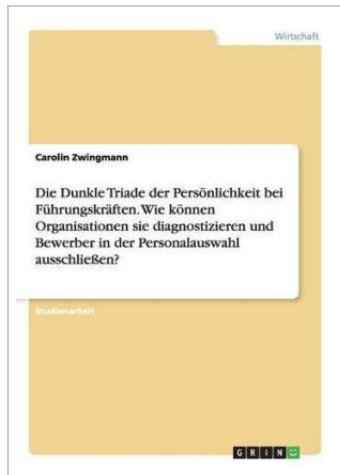 Wirtschaft
Carolin Zwingmann
Die Dunkle Triade der Persönlichkeit bei
Führungskräften. Wie können
Organisationen sie diagnostizieren und
Bewerber in der Personalauswahl
ausschließen?
Studienarbeit
GRIN